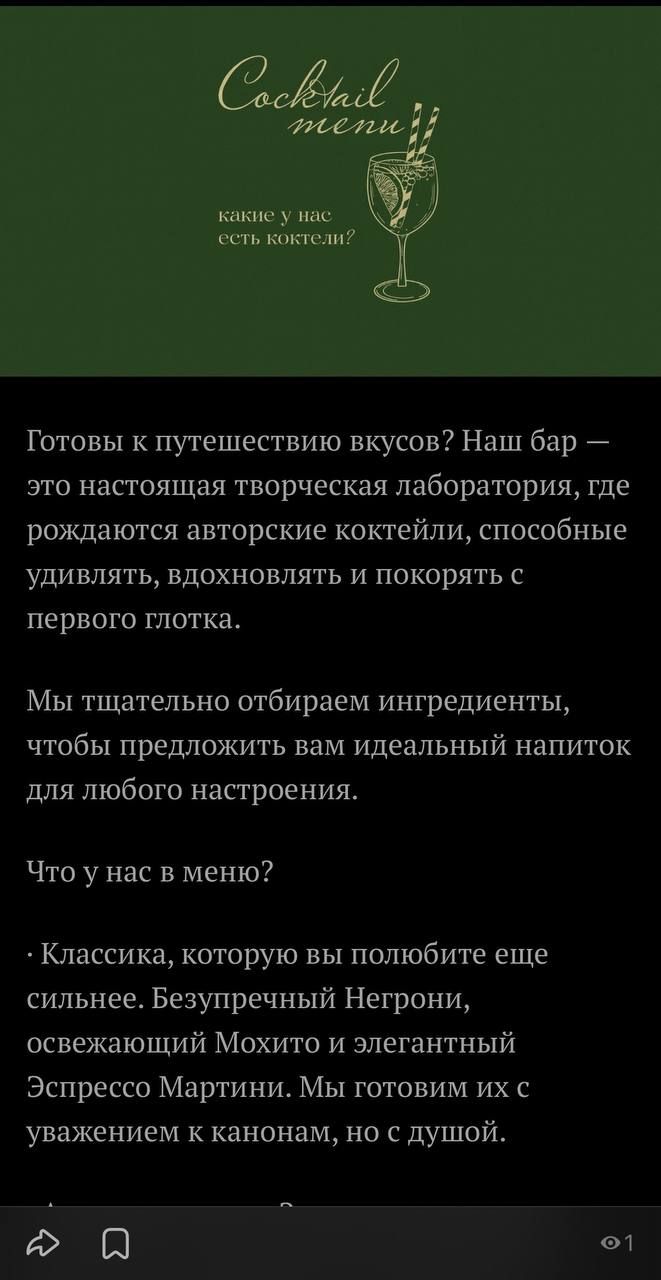 Cocktail
menu
какие у нас
есть коктели?
Готовы к путешествию вкусов? Наш бар —
это настоящая творческая лаборатория, где
рождаются авторские коктейли, способные
удивлять, вдохновлять и покорять с
первого глотка.
Мы тщательно отбираем ингредиенты,
чтобы предложить вам идеальный напиток
для любого настроения.
Что у нас в меню?
· Классика, которую вы полюбите еще
сильнее. Безупречный Негрони,
освежающий Мохито и элегантный
Эспрессо Мартини. Мы готовим их с
уважением к канонам, но с душой.
1